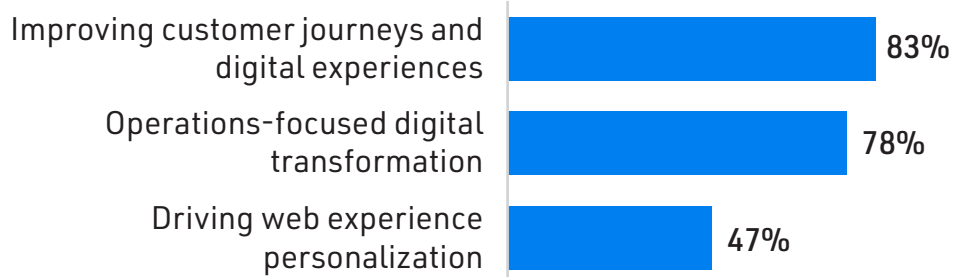 Improving customer journeys and
digital experiences
83%
Operations-focused digital
transformation
78%
Driving web experience
personalization
47%